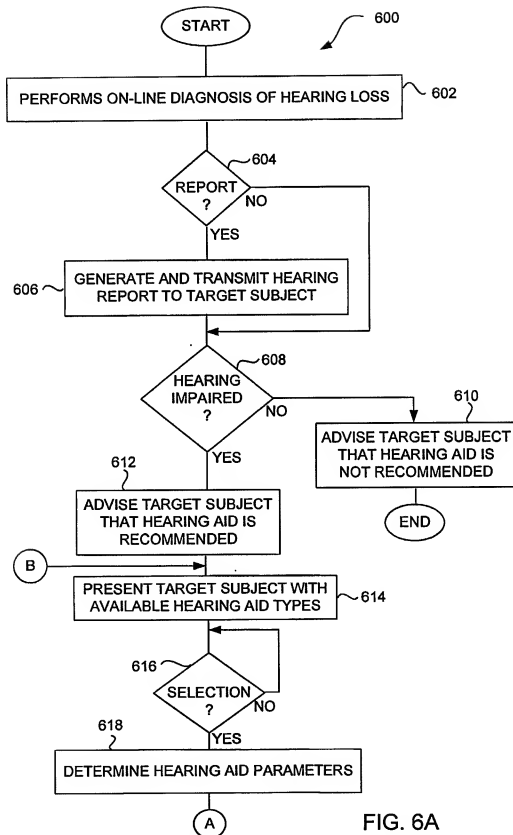 START
600
PERFORMS ON-LINE DIAGNOSIS OF HEARING LOSS
602
604
REPORT
?
NO
YES
606
GENERATE AND TRANSMIT HEARING
REPORT TO TARGET SUBJECT
608
HEARING
IMPAIRED
?
NO
YES
610
ADVISE TARGET SUBJECT
THAT HEARING AID IS
NOT RECOMMENDED
END
612
ADVISE TARGET SUBJECT
THAT HEARING AID IS
RECOMMENDED
B
PRESENT TARGET SUBJECT WITH
AVAILABLE HEARING AID TYPES
614
616
SELECTION
?
NO
YES
618
DETERMINE HEARING AID PARAMETERS
A
FIG. 6A